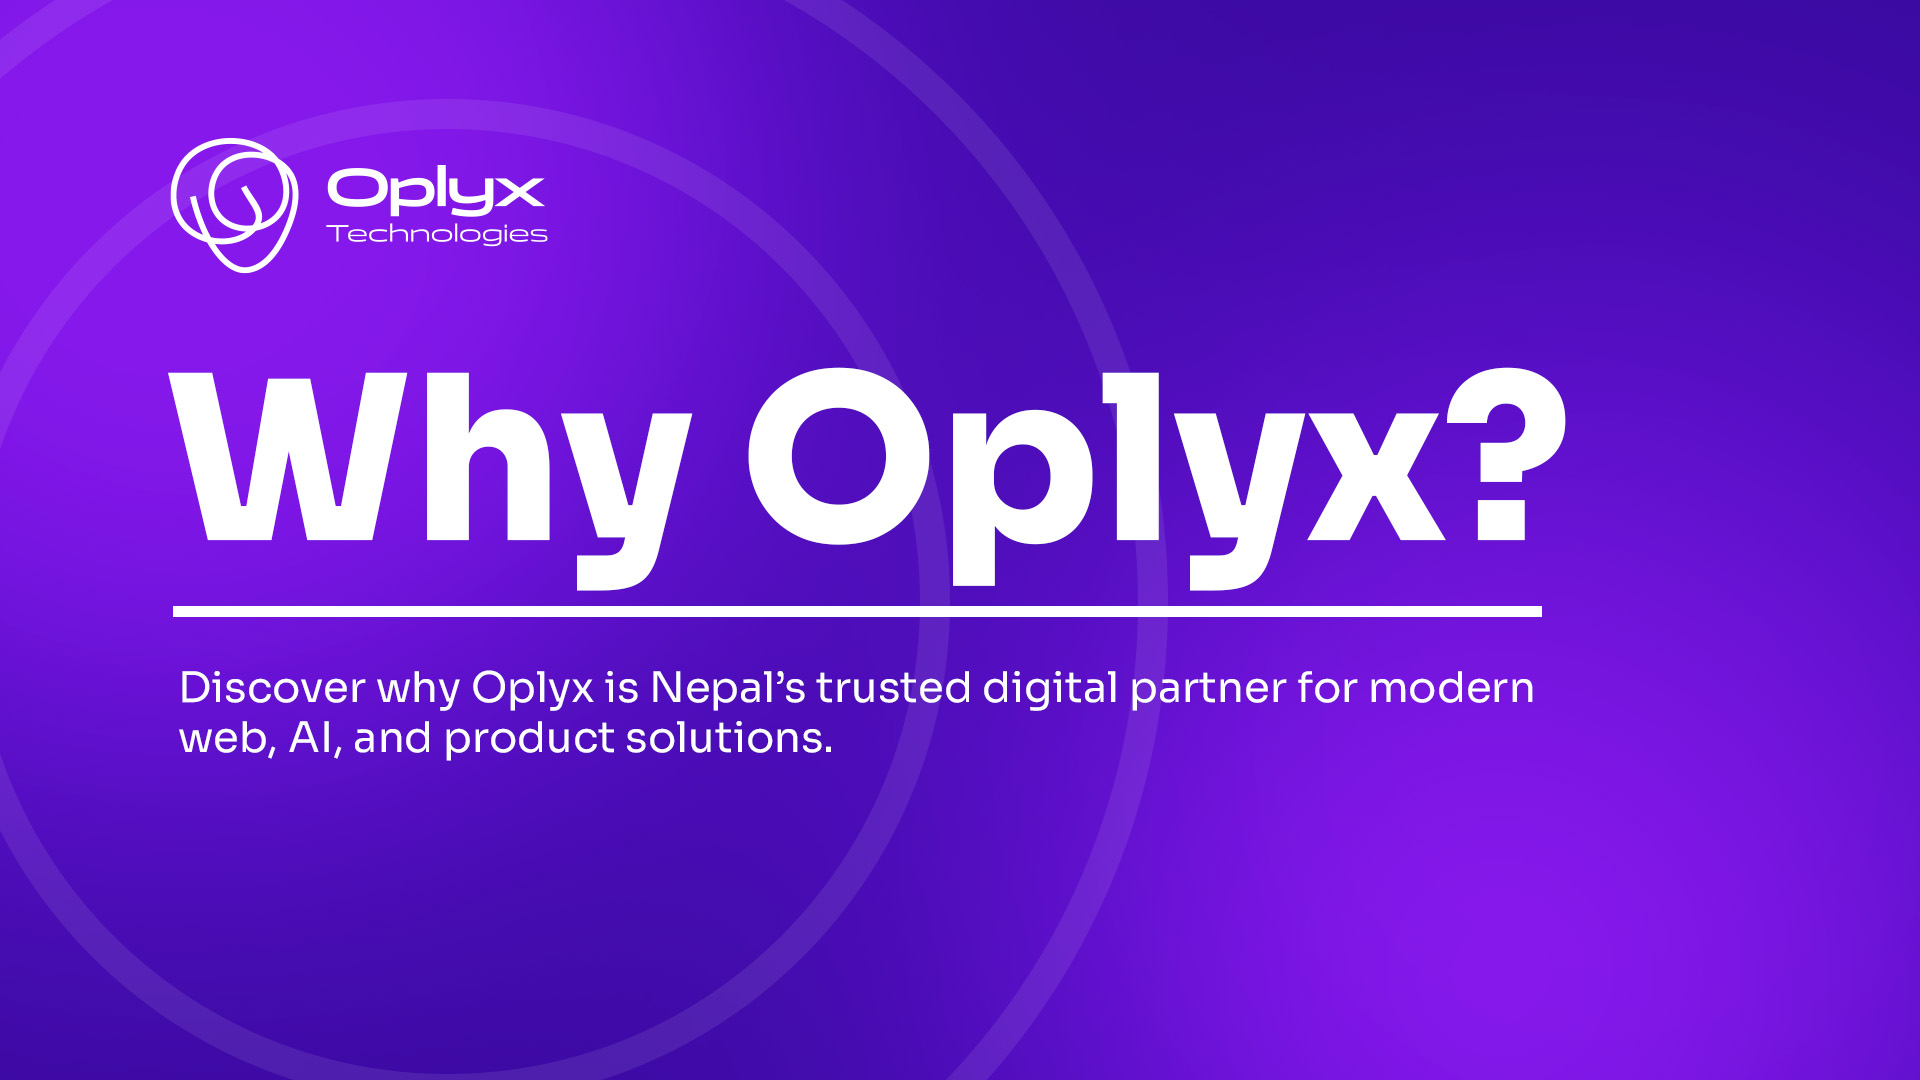 Oplyx
Technologies
Why Oplyx?
Discover why Oplyx is Nepal’s trusted digital partner for modern
web, AI, and product solutions.